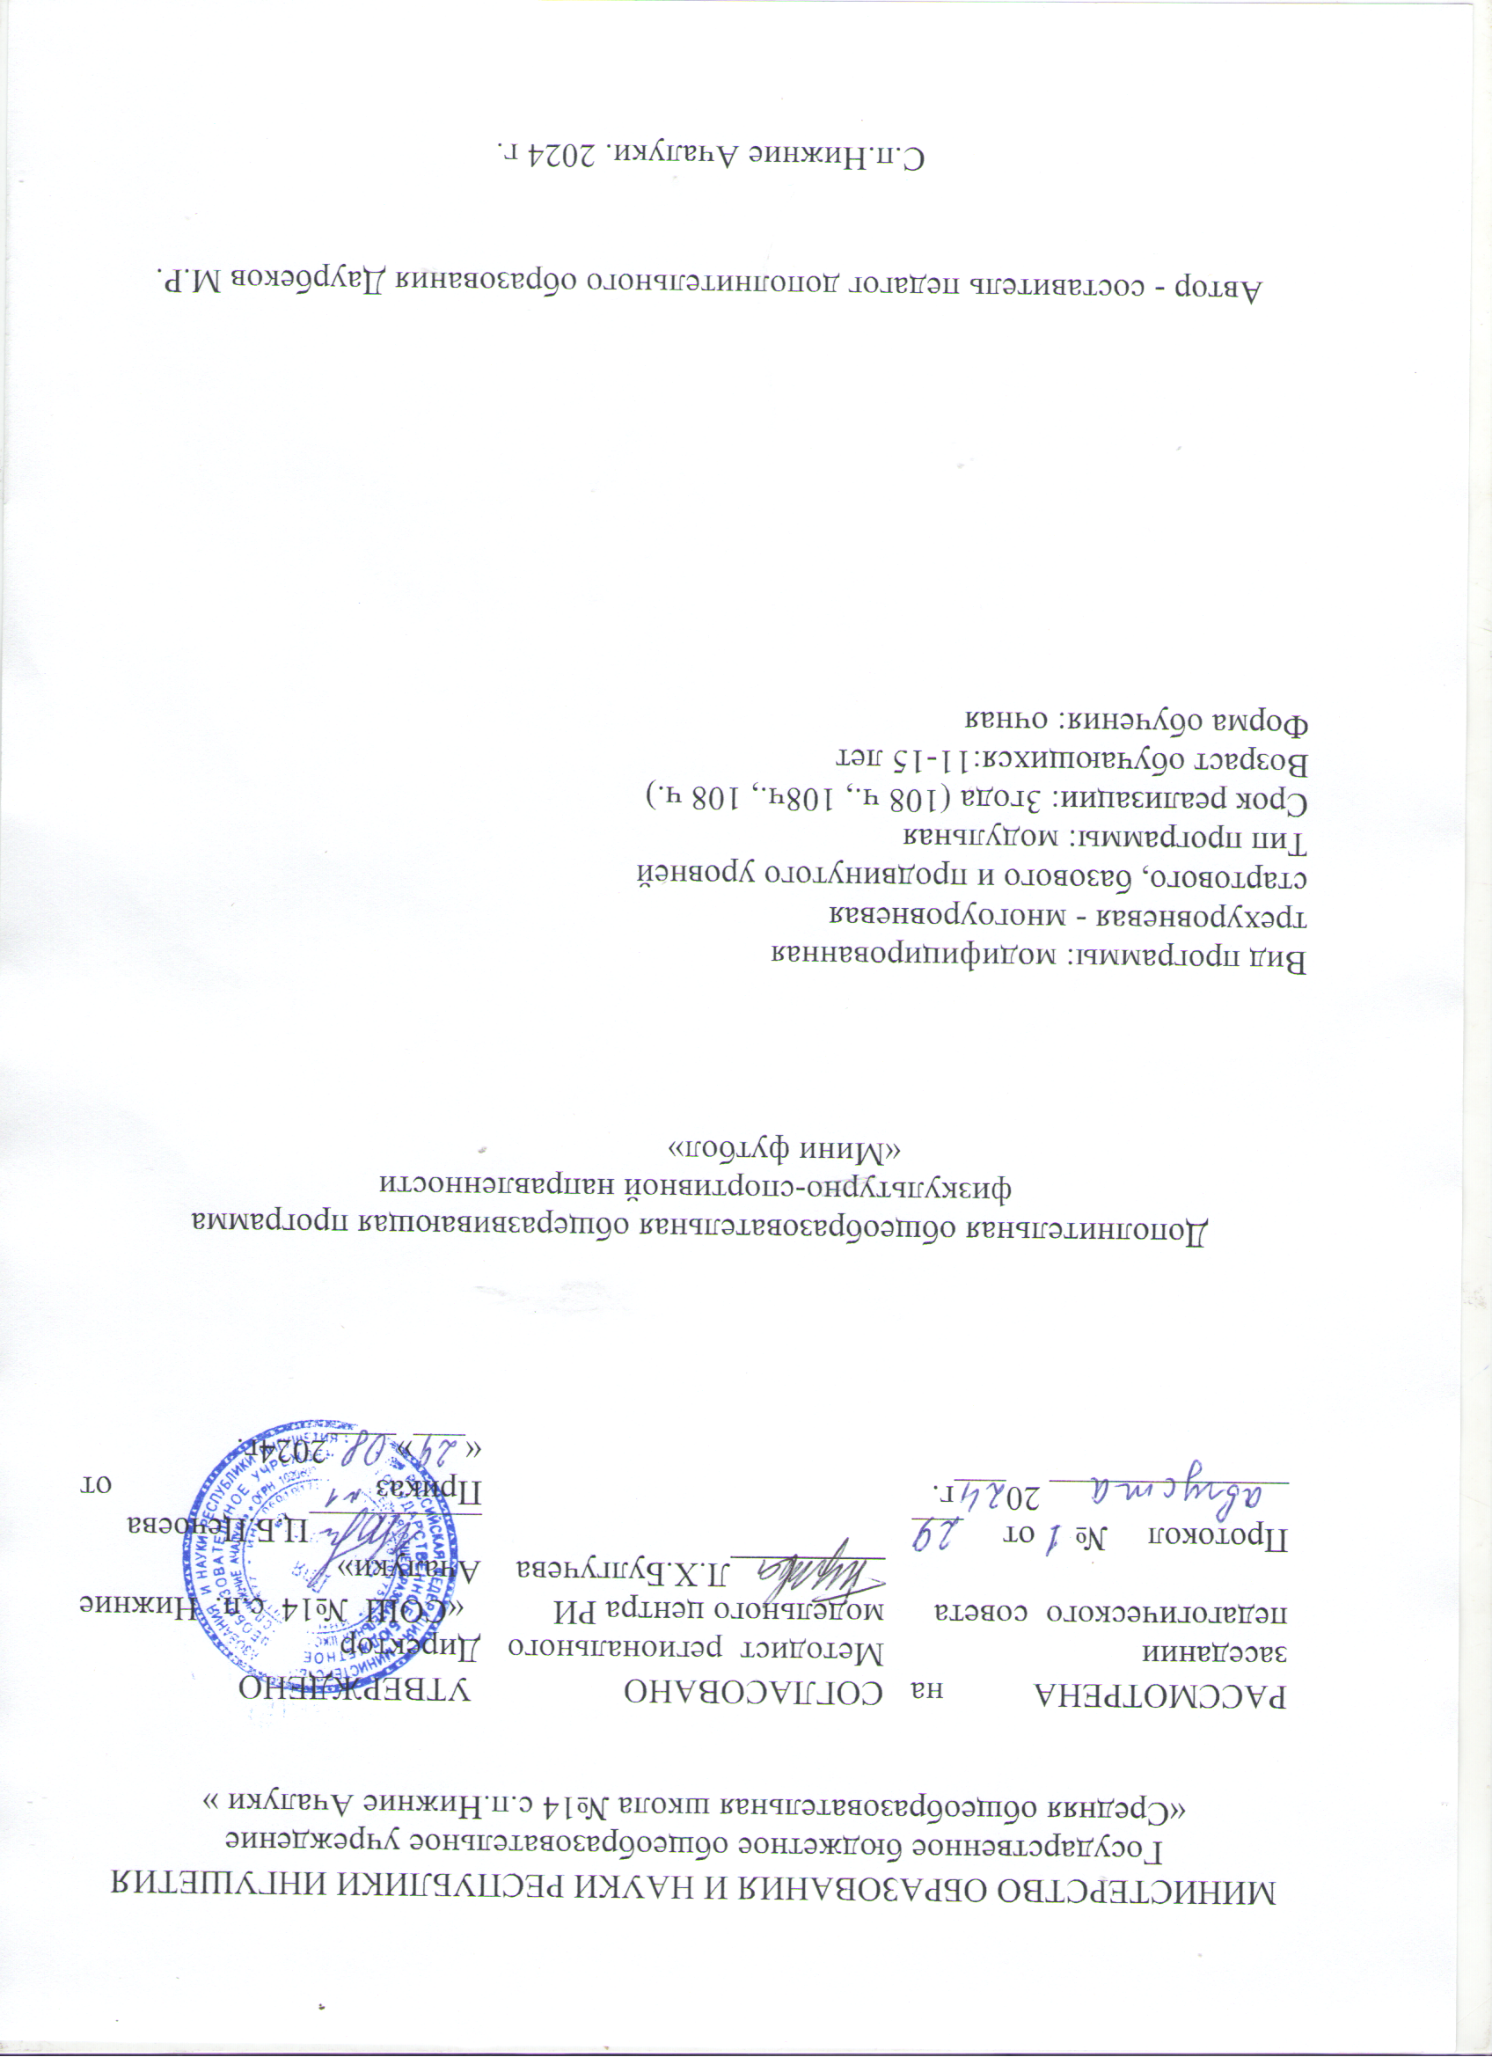 МИНИСТЕРСТВО ОБРАЗОВАНИЯ И НАУКИ РЕСПУБЛИКИ ИНГУШЕТИЯ
Государственное бюджетное общеобразовательное учреждение
«Средняя общеобразовательная школа №14 с.п.Нижние Ачалуки »
РАССМОТРЕНА на
заседании
педагогического совета
Протокол № 1 от 29
августа 2024г.
СОГЛАСОВАНО
Методист регионального
модельного центра РИ
Л.Х.Булгучева
УТВЕРЖДЕНО
Директор
«СОШ №14 с.п. Нижние
Ачалуки»
Ц.Б.Печоева
Приказ №1 от
«29» 08 2024г.
Дополнительная общеобразовательная общеразвивающая программа
физкультурно-спортивной направленности
«Мини футбол»
Вид программы: модифицированная
трехуровневая - многоуровневая
стартового, базового и продвинутого уровней
Тип программы: модульная
Срок реализации: 3года (108 ч., 108ч., 108 ч.)
Возраст обучающихся:11-15 лет
Форма обучения: очная
Автор - составитель педагог дополнительного образования Даурбеков М.Р.
С.п.Нижние Ачалуки. 2024 г.